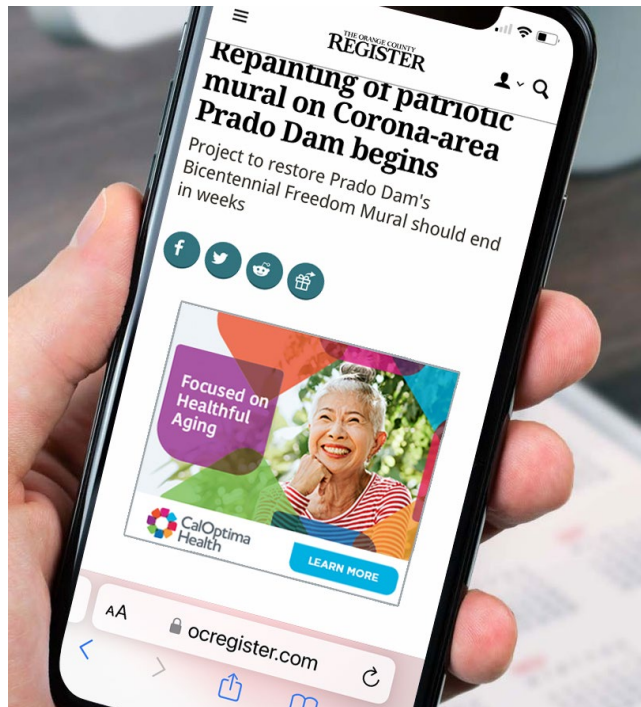 THE ORANGE COUNTY
REGISTER
Repainting of patriotic
mural on Corona-area
Prado Dam begins
Project to restore Prado Dam's
Bicentennial Freedom Mural should end
in weeks
Focused on
Healthful
Aging
CalOptima
Health
LEARN MORE
AA
ocregister.com